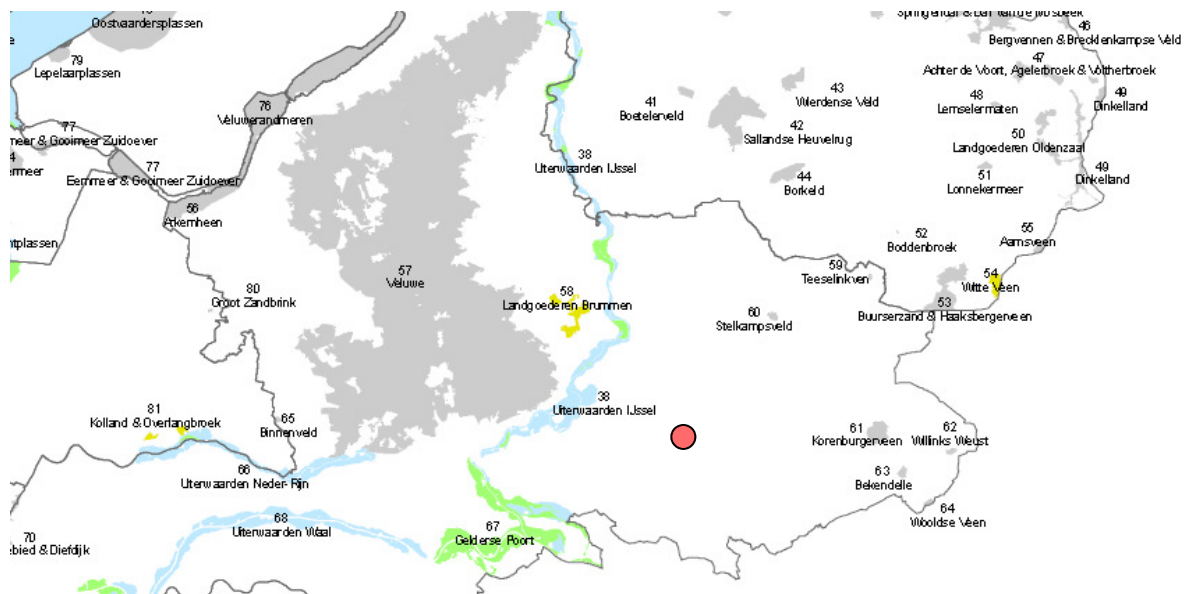 Oostvaardersplassen
79
Lepelaarplassen
77
meer & Gooimeer Zuidoever
76
Veluwerandmeren
77
Eemmeer & Gooimeer Zuidoever
56
Arkemheen
ermeer
ntplassen
80
Groot Zandbrink
57
Veluwe
58
Landgoederen Brummen
38
Uiterwaarden IJssel
38
Uiterwaarden IJssel
41
Boetelerveld
43
Wierdense Veld
42
Sallandse Heuvelrug
44
Borkeld
46
Bergvennen & Brecklenkampse Veld
47
Achter de Voort, Agelerbroek & Voltherbroek
48
Lemselermaten
49
Dinkelland
50
Landgoederen Oldenzaal
51
Lonnekermeer
49
Dinkelland
52
Boddenbroek
55
Aamsveen
54
Witte Veen
53
Buurserzand & Haaksbergerveen
59
Teeselinkven
60
Stelkampsveld
61
Korenburgerveen
62
Willinks Weust
63
Bekendelle
64
Wooldse Veen
81
Kolland & Overlangbroek
65
Binnenveld
66
Uiterwaarden Neder-Rijn
68
Uiterwaarden Waal
67
Gelderse Poort
70
ebied & Diefdijk